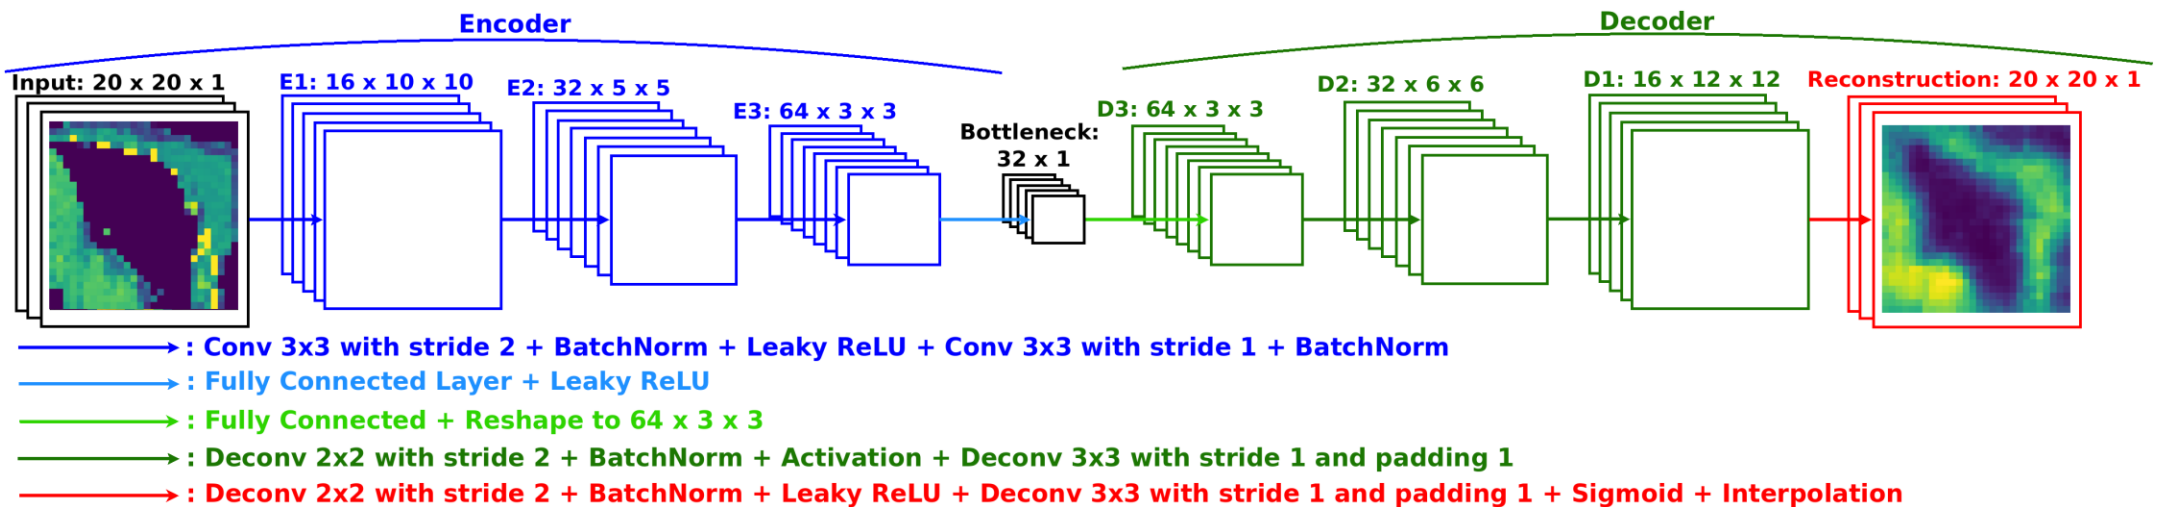 Encoder
Decoder
Input: 20 x 20 x 1
E1: 16 x 10 x 10
E2: 32 x 5 x 5
E3: 64 x 3 x 3
Bottleneck:
32 x 1
D3: 64 x 3 x 3
D2: 32 x 6 x 6
D1: 16 x 12 x 12
Reconstruction: 20 x 20 x 1
: Conv 3x3 with stride 2 + BatchNorm + Leaky ReLU + Conv 3x3 with stride 1 + BatchNorm
: Fully Connected Layer + Leaky ReLU
: Fully Connected + Reshape to 64 x 3 x 3
: Deconv 2x2 with stride 2 + BatchNorm + Activation + Deconv 3x3 with stride 1 and padding 1
: Deconv 2x2 with stride 2 + BatchNorm + Leaky ReLU + Deconv 3x3 with stride 1 and padding 1 + Sigmoid + Interpolation